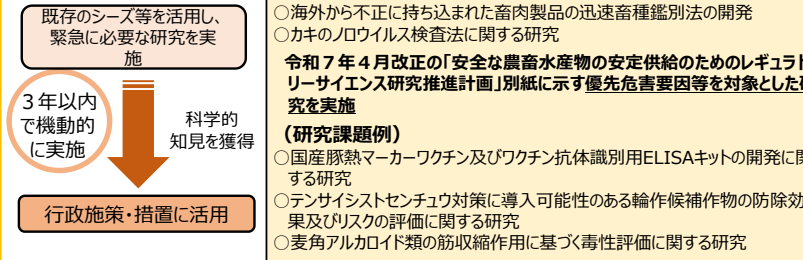 既存のシーズ等を活用し、
緊急に必要な研究を実
施
3年以内
で機動的
に実施
科学的
知見を獲得
行政施策・措置に活用
○海外から不正に持ち込まれた畜肉製品の迅速畜種鑑別法の開発
○カキのノロイルス検査法に関する研究
令和7年4月改正の「安全な農畜水産物の安定供給のためのレギュラト
リーサイエンス研究推進計画」別紙に示す優先危害要因等を対象とした研
究を実施
（研究課題例）
○国産豚熱マーカーワクチン及びワクチン抗体識別用ELISAキットの開発に関
する研究
○テンサイシストセンチュウ対策に導入可能性のある輪作候補作物の防除効
果及びリスクの評価に関する研究
○麦角アルカロイド類の筋収縮作用に基づく毒性評価に関する研究